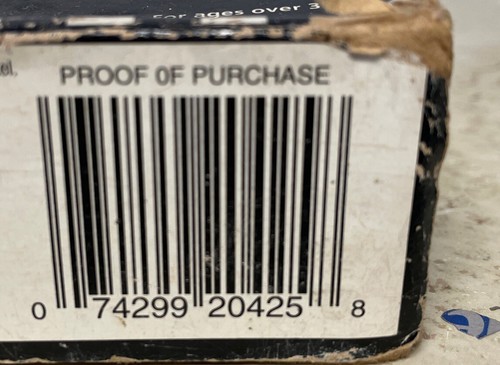 For ages over 3
PROOF OF PURCHASE
0 74299 20425 8